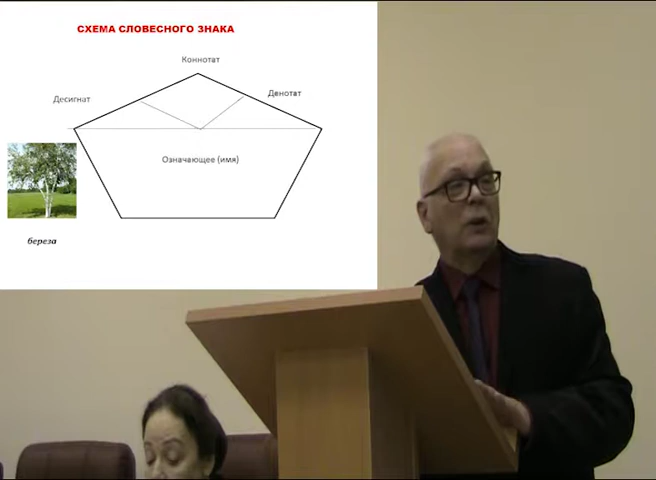 СХЕМА СЛОВЕСНОГО ЗНАКА
Коннотат
Десигнат
Денотат
Означающее (имя)
береза